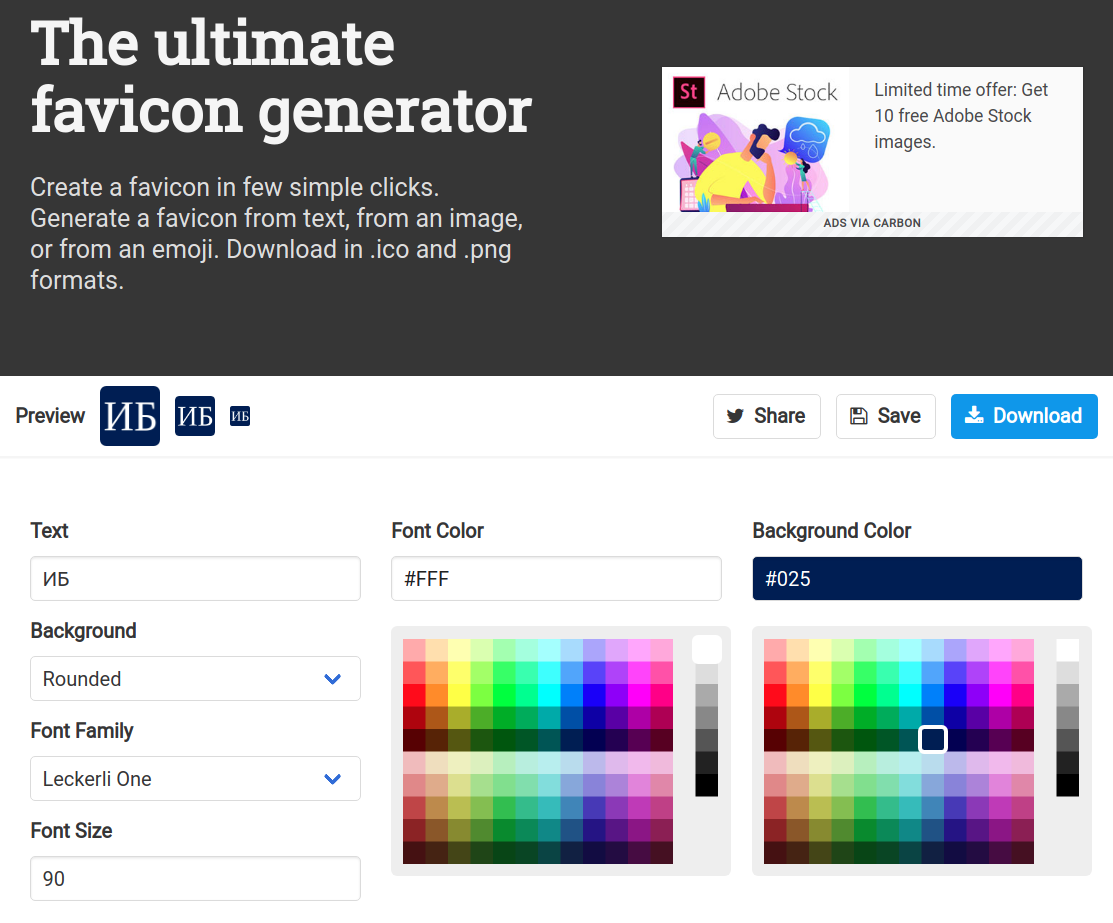 The ultimate
favicon generator
Create a favicon in few simple clicks.
Generate a favicon from text, from an image,
or from an emoji. Download in .ico and .png
formats.
St Adobe Stock
Limited time offer: Get
10 free Adobe Stock
images.
ADS VIA CARBON
Preview ИБ ИБ ИБ Share Save Download
Text
ИБ
Background
Rounded
Font Family
Leckerli One
Font Size
90
Font Color
#FFF
Background Color
#025